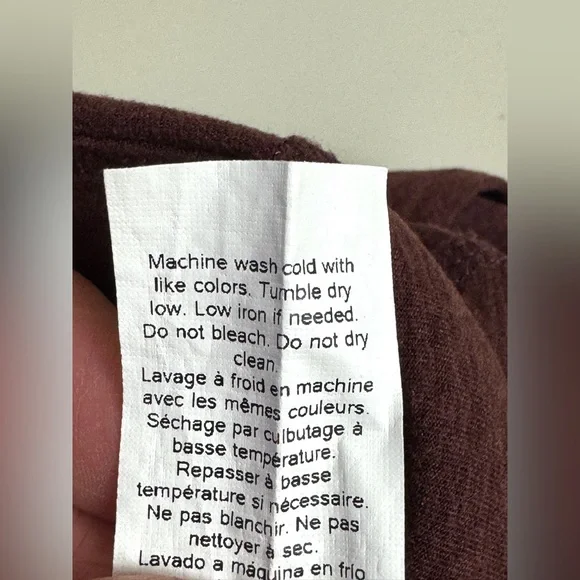 Machine wash cold with
like colors. Tumble dry
low. Low iron if needed.
Do not bleach. Do not dry
clean.
Lavage à froid en machine
avec les mêmes couleurs.
Séchage par culbutage à
basse température.
Repasser à basse
température si nécessaire.
Ne pas blanchir. Ne pas
nettoyer à sec.
Lavado a máquina en frío